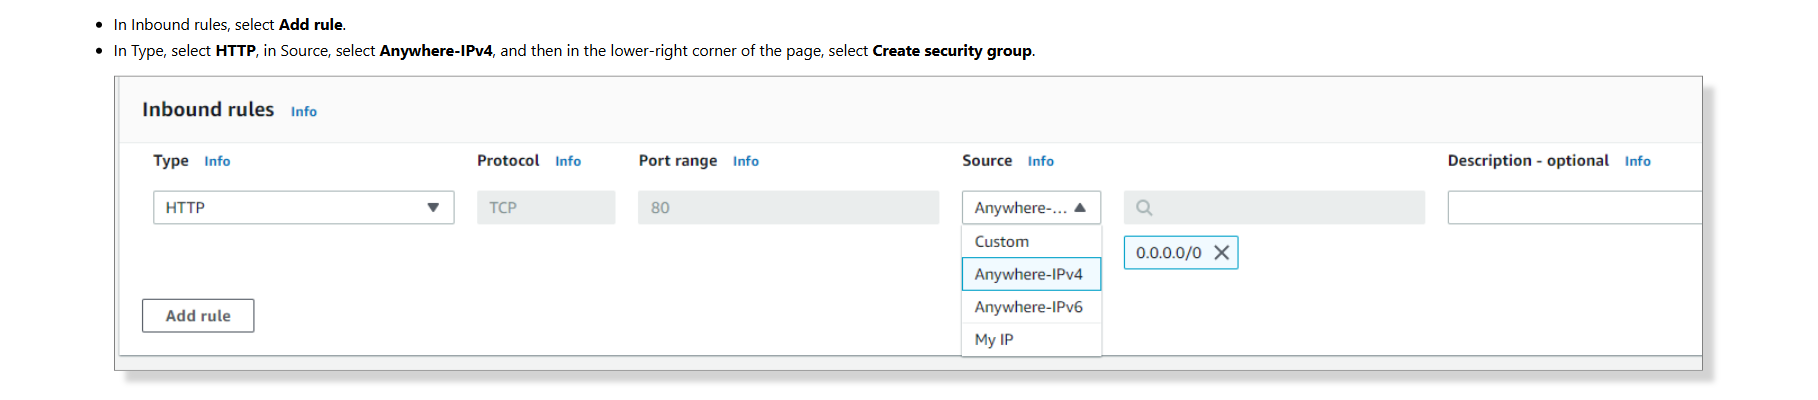 • In Inbound rules, select Add rule.
• In Type, select HTTP, in Source, select Anywhere-IPv4, and then in the lower-right corner of the page, select Create security group.
Inbound rules Info
Type Info Protocol Info Port range Info Source Info Description - optional Info
HTTP TCP 80 Anywhere-...
Custom
0.0.0.0/0
Anywhere-IPv4
Anywhere-IPv6
Add rule
My IP